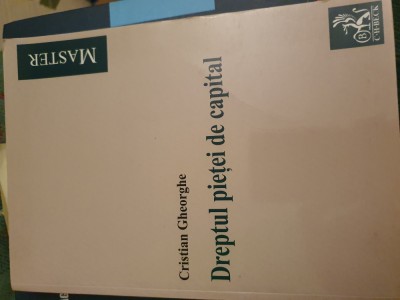 MASTER
C.H.BECK
Cristian Gheorghe
Dreptul pieței de capital